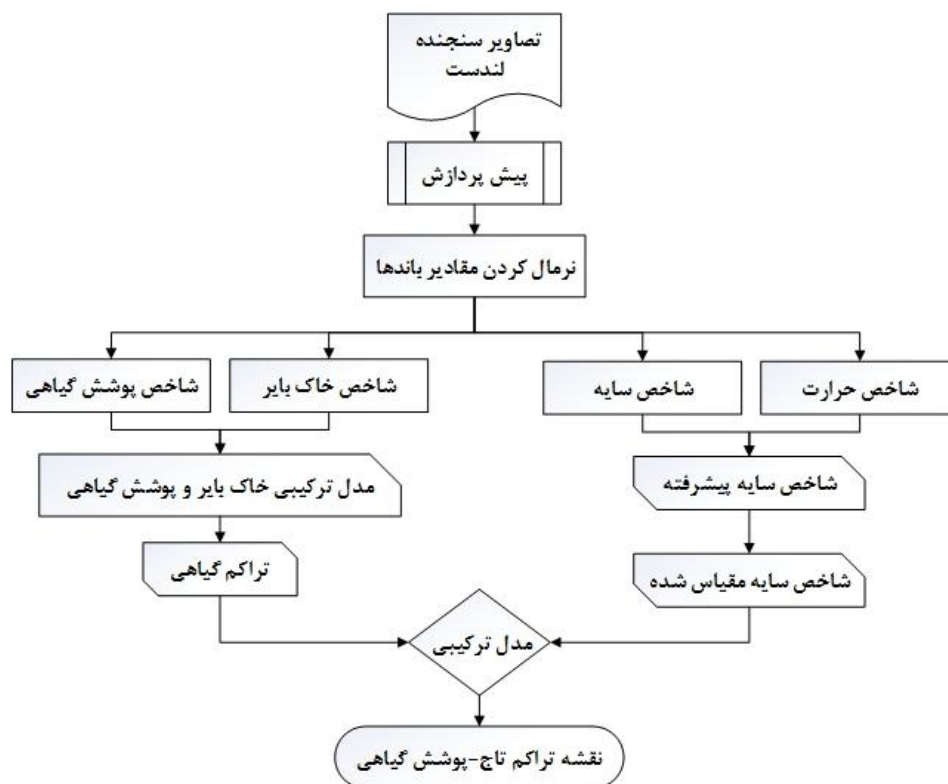 تصاویر سنجنده
لندست
پیش پردازش
نرمال کردن مقادیر باندها
شاخص حرارت
شاخص سایه
شاخص خاک بایر
شاخص پوشش گیاهی
شاخص سایه پیشرفته
مدل ترکیبی خاک بایر و پوشش گیاهی
شاخص سایه مقیاس شده
تراکم گیاهی
مدل ترکیبی
نقشه تراکم تاج-پوشش گیاهی